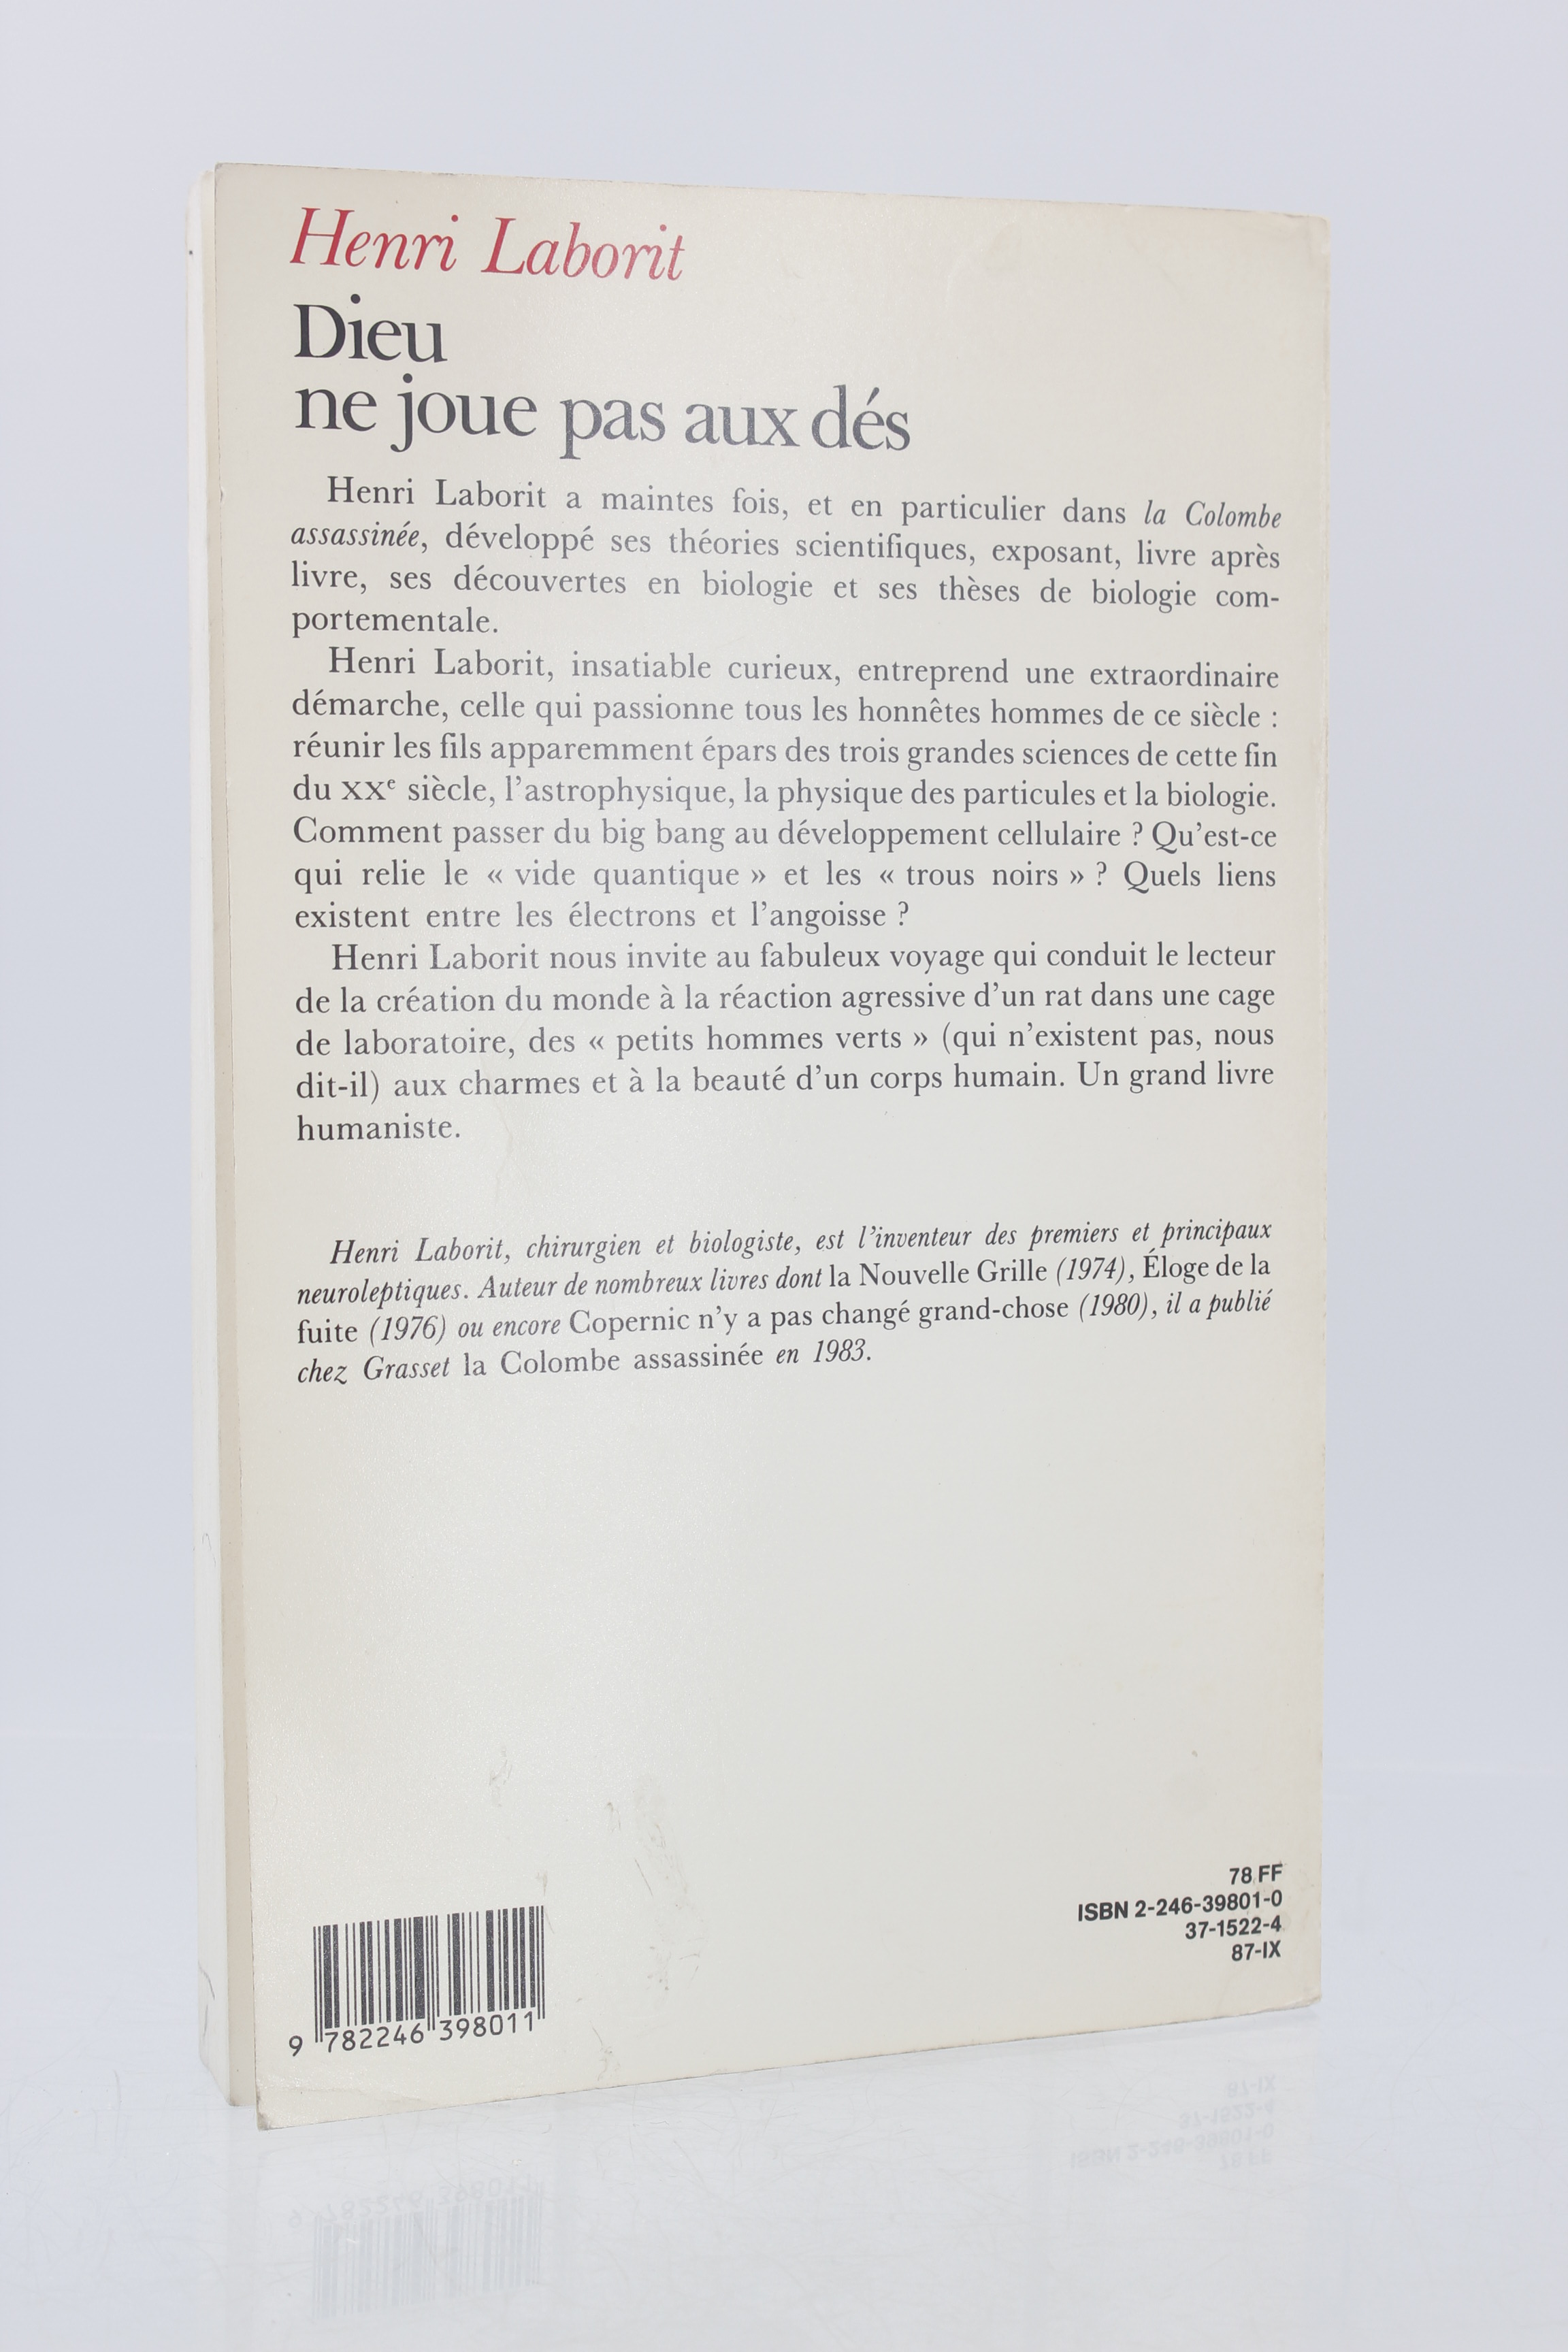 Henri Laborit
Dieu
ne joue pas aux dés
Henri Laborit a maintes fois, et en particulier dans la Colombe
assassinée, développé ses théories scientifiques, exposant, livre après
livre, ses découvertes en biologie et ses thèses de biologie com-
portementale.
Henri Laborit, insatiable curieux, entreprend une extraordinaire
démarche, celle qui passionne tous les honnêtes hommes de ce siècle :
réunir les fils apparemment épars des trois grandes sciences de cette fin
du XXe siècle, l'astrophysique, la physique des particules et la biologie.
Comment passer du big bang au développement cellulaire ? Qu'est-ce
qui relie le « vide quantique » et les « trous noirs » ? Quels liens
existent entre les électrons et l'angoisse ?
Henri Laborit nous invite au fabuleux voyage qui conduit le lecteur
de la création du monde à la réaction agressive d'un rat dans une cage
de laboratoire, des « petits hommes verts » (qui n'existent pas, nous
dit-il) aux charmes et à la beauté d'un corps humain. Un grand livre
humaniste.
Henri Laborit, chirurgien et biologiste, est l'inventeur des premiers et principaux
neuroleptiques. Auteur de nombreux livres dont la Nouvelle Grille (1974), Éloge de la
fuite (1976) ou encore Copernic n'y a pas changé grand-chose (1980), il a publié
chez Grasset la Colombe assassinée en 1983.
78 FF
ISBN 2-246-39801-0
37-1522-4
87-IX
9 782246 398011